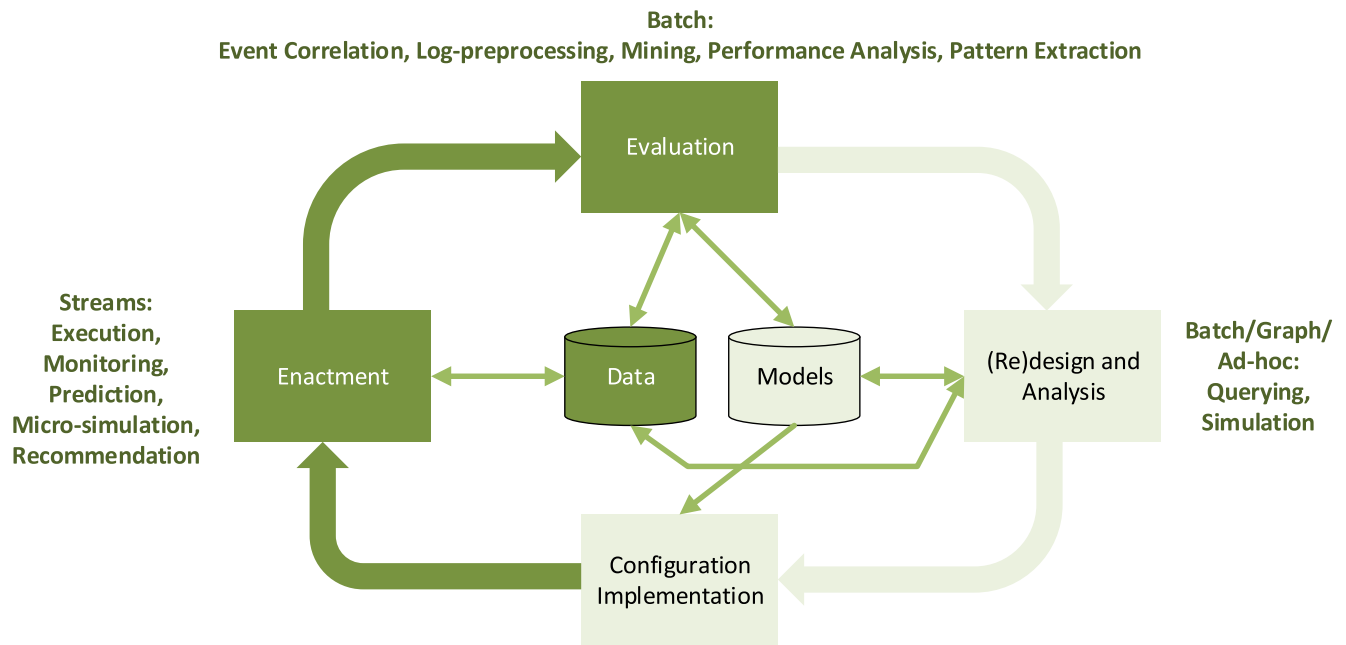 Batch:
Event Correlation, Log-preprocessing, Mining, Performance Analysis, Pattern Extraction
Evaluation
Streams:
Execution,
Monitoring,
Prediction,
Micro-simulation,
Recommendation
Enactment
Data
Models
(Re)design and
Analysis
Batch/Graph/
Ad-hoc:
Querying,
Simulation
Configuration
Implementation